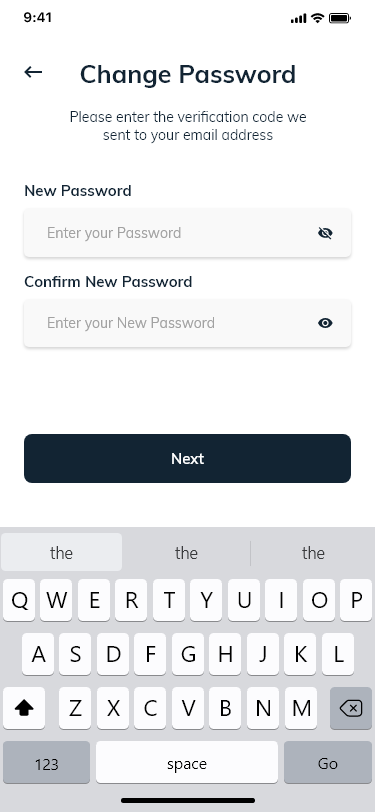 9:41
Change Password
Please enter the verification code we
sent to your email address
New Password
Enter your Password
Confirm New Password
Enter your New Password
Next
the the the
Q W E R T Y U I O P
A S D F G H J K L
Z X C V B N M
123 space Go